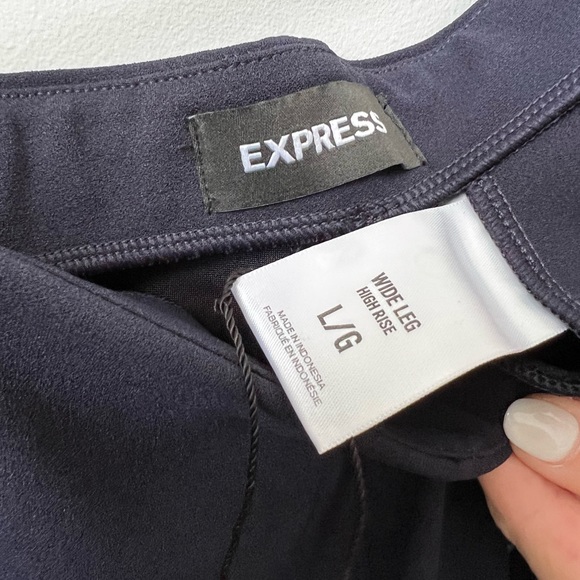 EXPRESS
WIDE LEG
HIGH RISE
L/G
MADE IN INDONESIA
FABRIQUÉ EN INDONÉSIE